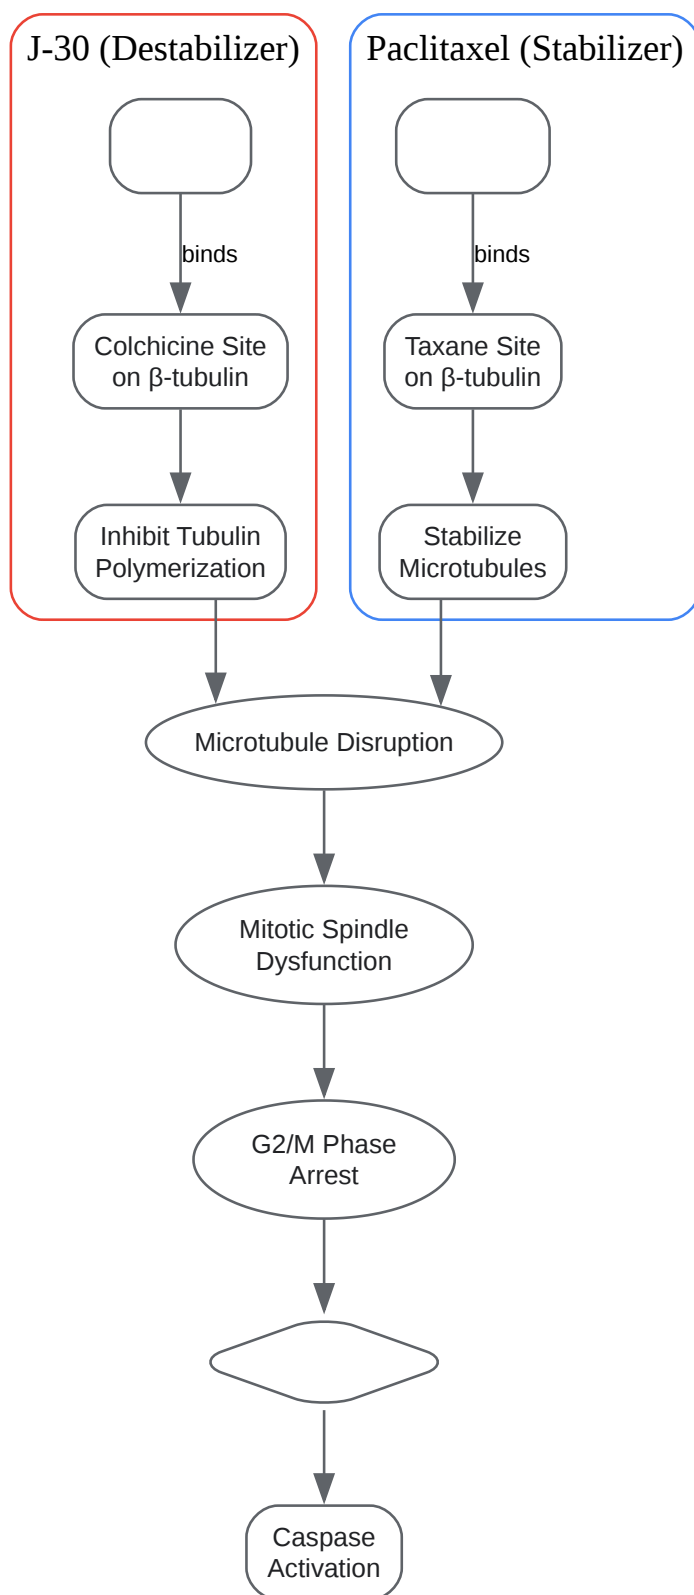 J-30 (Destabilizer)
Paclitaxel (Stabilizer)
binds
binds
Colchicine Site
on β-tubulin
Taxane Site
on β-tubulin
Inhibit Tubulin
Polymerization
Stabilize
Microtubules
Microtubule Disruption
Mitotic Spindle
Dysfunction
G2/M Phase
Arrest
Caspase
Activation